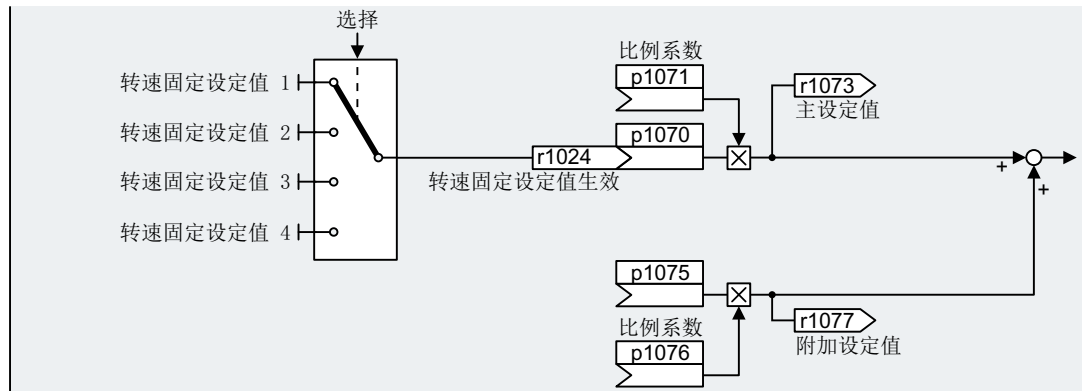 选择
比例系数
p1071
r1073
主设定值
转速固定设定值 1
转速固定设定值 2
p1070
r1024
转速固定设定值生效
+
+
转速固定设定值 3
转速固定设定值 4
p1075
r1077
附加设定值
比例系数
p1076